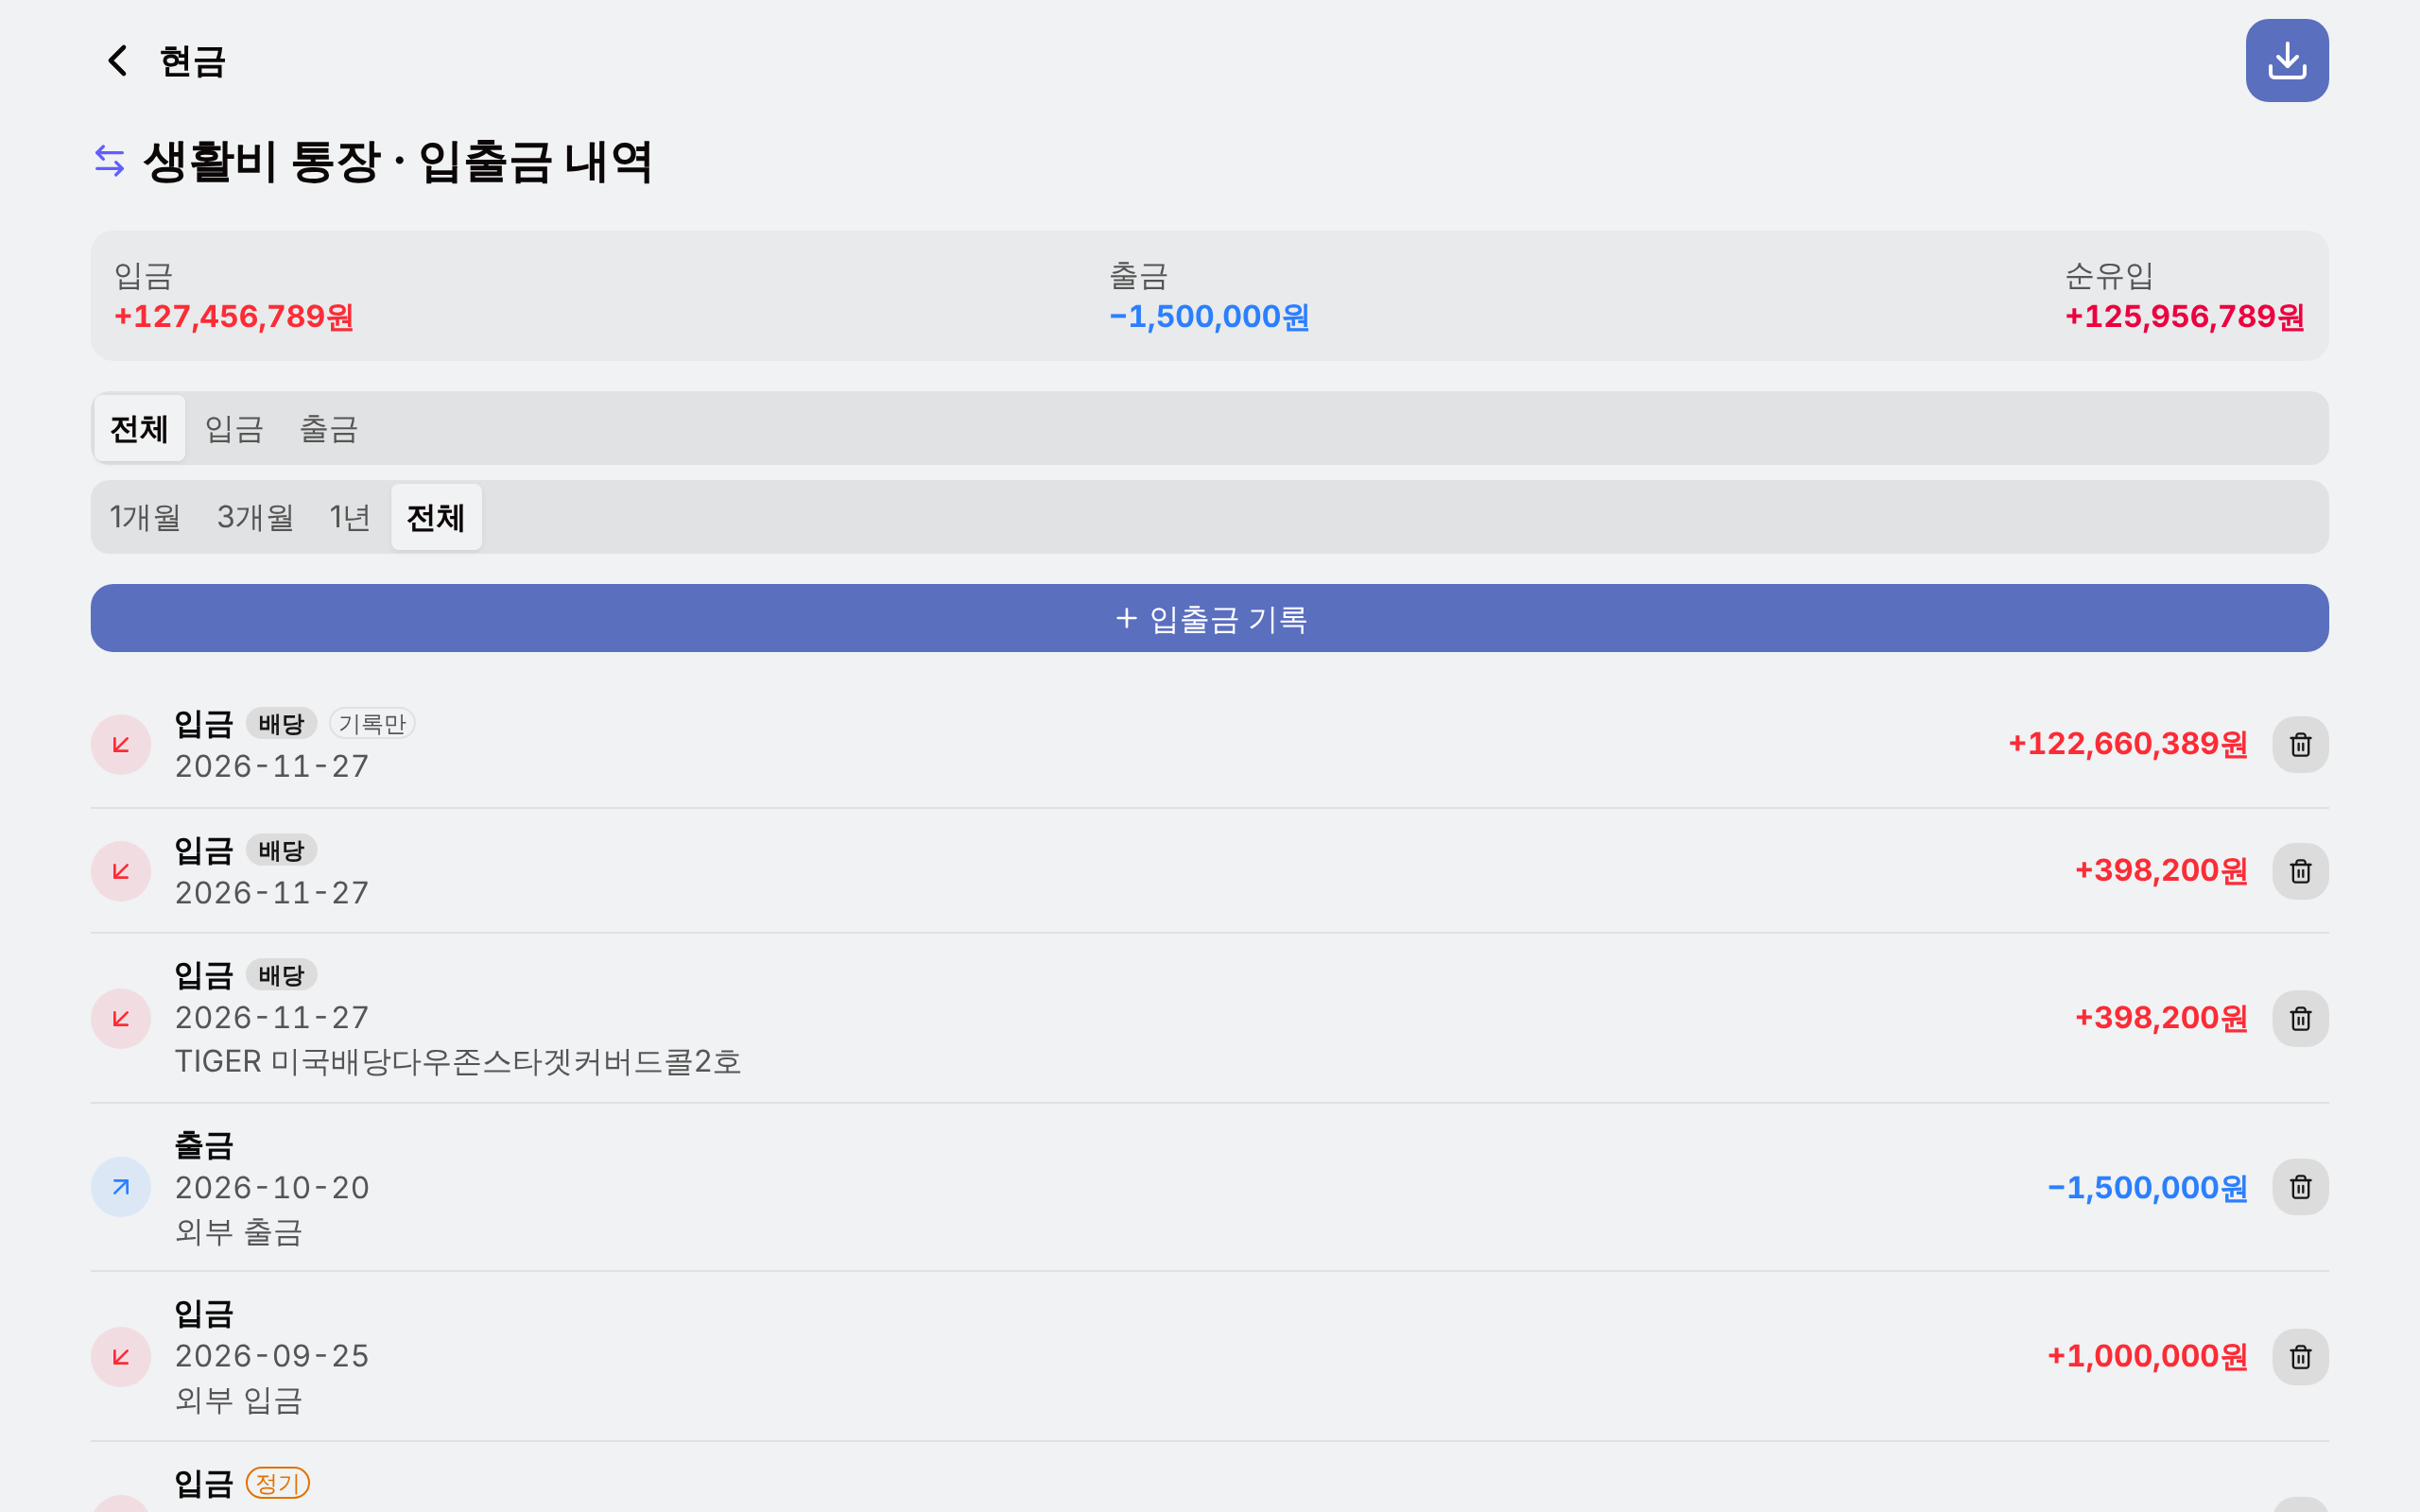 현금
생활비 통장 · 입출금 내역
입금 출금 순유입
+127,456,789원 −1,500,000원 +125,956,789원
전체 입금 출금
1개월 3개월 1년 전체
+ 입출금 기록
입금 배당 기록만
2026-11-27
+122,660,389원
입금 배당
2026-11-27
+398,200원
입금 배당
2026-11-27
TIGER 미국배당다우존스타겟커버드콜2호
+398,200원
출금
2026-10-20
외부 출금
−1,500,000원
입금
2026-09-25
외부 입금
+1,000,000원
입금 정기